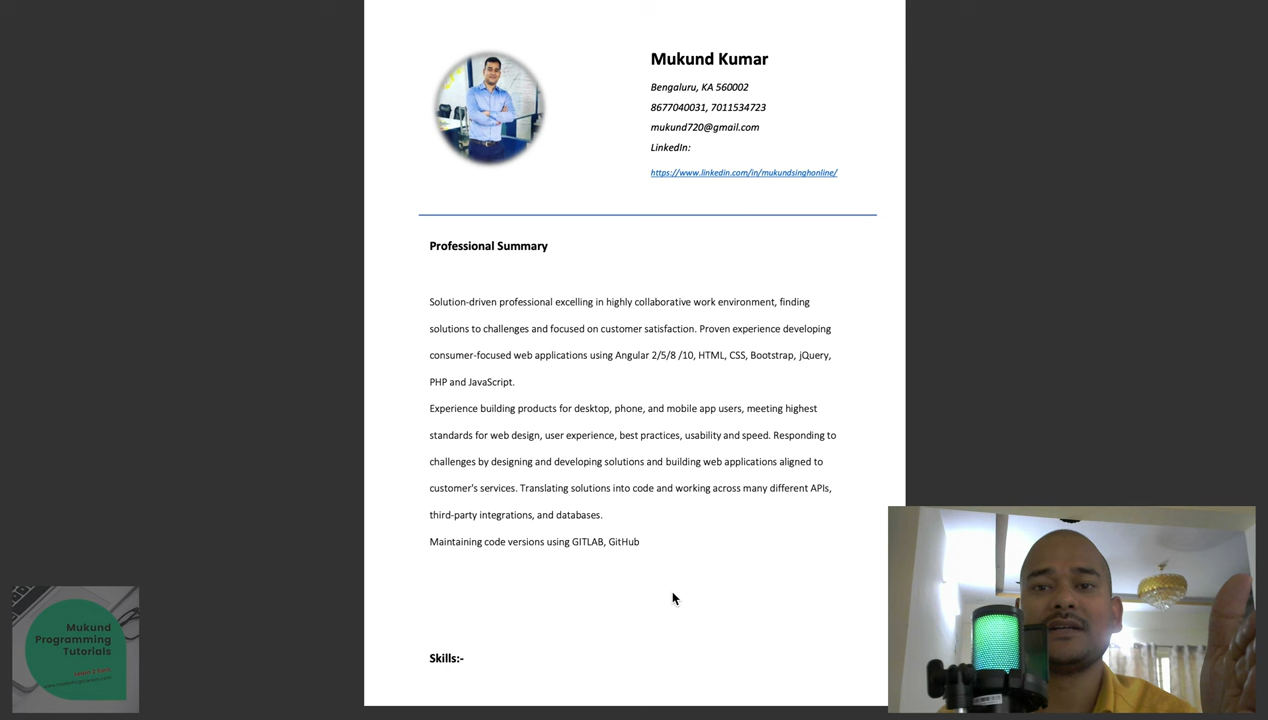 Mukund Kumar
Bengaluru, KA 560002
8677040031, 7011534723
mukund720@gmail.com
LinkedIn:
https://www.linkedin.com/in/mukundsinghonline/
Professional Summary
Solution-driven professional excelling in highly collaborative work environment, finding
solutions to challenges and focused on customer satisfaction. Proven experience developing
consumer-focused web applications using Angular 2/5/8 /10, HTML, CSS, Bootstrap, jQuery,
PHP and JavaScript.
Experience building products for desktop, phone, and mobile app users, meeting highest
standards for web design, user experience, best practices, usability and speed. Responding to
challenges by designing and developing solutions and building web applications aligned to
customer's services. Translating solutions into code and working across many different APIs,
third-party integrations, and databases.
Maintaining code versions using GITLAB, GitHub
Skills:-
Mukund
Programming
Tutorials